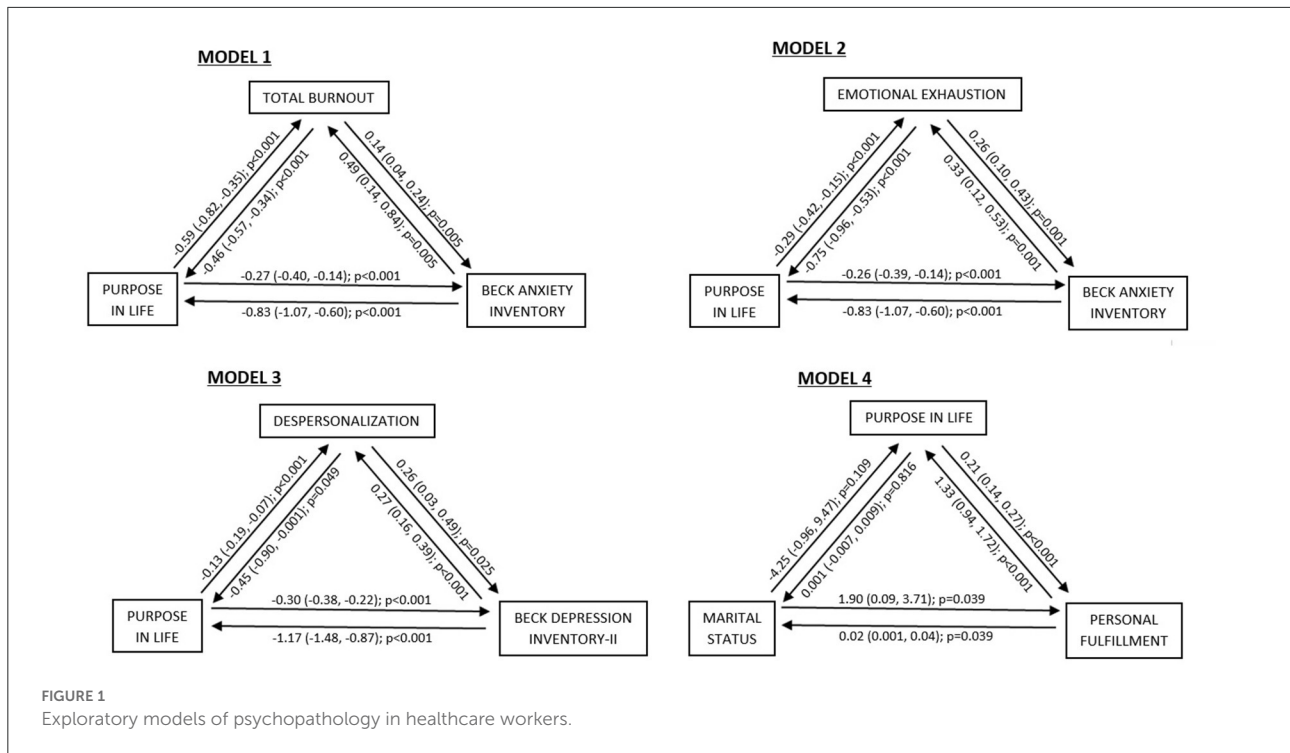 MODEL 1
TOTAL BURNOUT
-0.59 (-0.82, -0.35); p<0.001
-0.46 (-0.57, -0.34); p<0.001
0.14 (0.04, 0.24); p=0.005
0.49 (0.14, 0.84); p=0.005
PURPOSE
IN LIFE
-0.27 (-0.40, -0.14); p<0.001
-0.83 (-1.07, -0.60); p<0.001
BECK ANXIETY
INVENTORY
MODEL 2
EMOTIONAL EXHAUSTION
-0.29 (-0.42, -0.15); p<0.001
-0.75 (-0.96, -0.53); p<0.001
0.26 (0.10, 0.43); p=0.001
0.33 (0.12, 0.53); p=0.001
PURPOSE
IN LIFE
-0.26 (-0.39, -0.14); p<0.001
-0.83 (-1.07, -0.60); p<0.001
BECK ANXIETY
INVENTORY
MODEL 3
DESPERSONALIZATION
-0.13 (-0.19, -0.07); p<0.001
-0.45 (-0.90, -0.001); p=0.049
0.26 (0.03, 0.49); p=0.025
0.27 (0.16, 0.39); p<0.001
PURPOSE
IN LIFE
-0.30 (-0.38, -0.22); p<0.001
-1.17 (-1.48, -0.87); p<0.001
BECK DEPRESSION
INVENTORY-II
MODEL 4
PURPOSE IN LIFE
-4.25 (-0.96, 9.47); p=0.109
0.001 (-0.007, 0.009); p=0.816
0.21 (0.14, 0.27); p<0.001
1.33 (0.94, 1.72); p<0.001
MARITAL
STATUS
1.90 (0.09, 3.71); p=0.039
0.02 (0.001, 0.04); p=0.039
PERSONAL
FULFILLMENT
FIGURE 1
Exploratory models of psychopathology in healthcare workers.